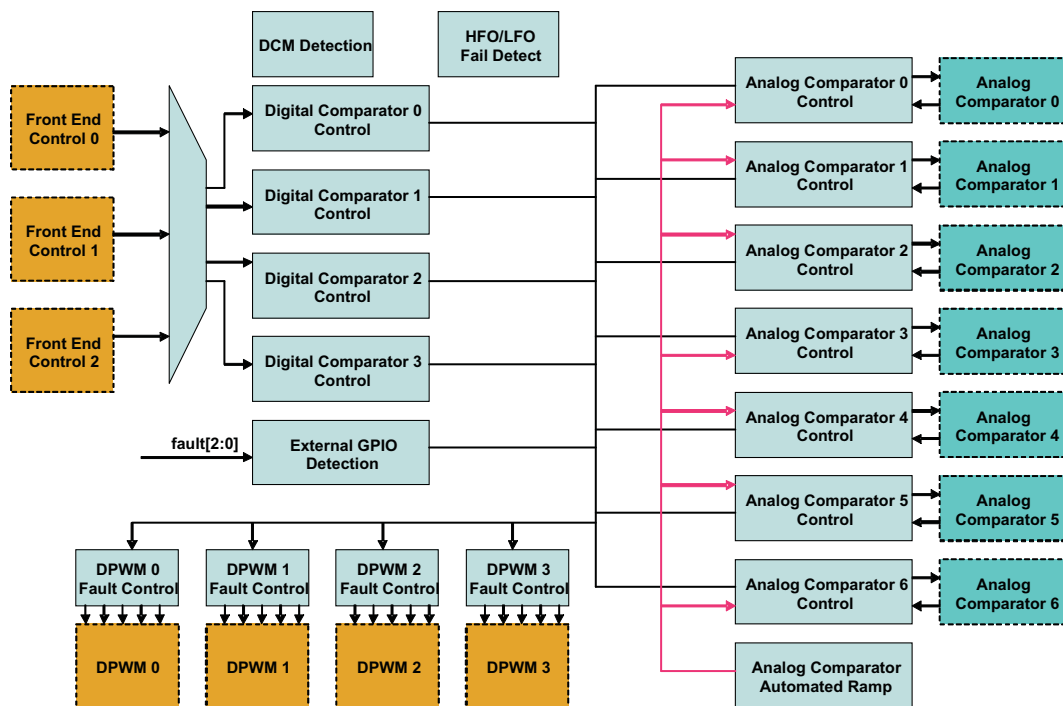 DCM Detection
HFO/LFO
Fail Detect
Front End
Control 0
Front End
Control 1
Front End
Control 2
Digital Comparator 0
Control
Digital Comparator 1
Control
Digital Comparator 2
Control
Digital Comparator 3
Control
fault[2:0]
External GPIO
Detection
Analog Comparator 0
Control
Analog
Comparator 0
Analog Comparator 1
Control
Analog
Comparator 1
Analog Comparator 2
Control
Analog
Comparator 2
Analog Comparator 3
Control
Analog
Comparator 3
Analog Comparator 4
Control
Analog
Comparator 4
Analog Comparator 5
Control
Analog
Comparator 5
Analog Comparator 6
Control
Analog
Comparator 6
Analog Comparator
Automated Ramp
DPWM 0
Fault Control
DPWM 1
Fault Control
DPWM 2
Fault Control
DPWM 3
Fault Control
DPWM 0
DPWM 1
DPWM 2
DPWM 3